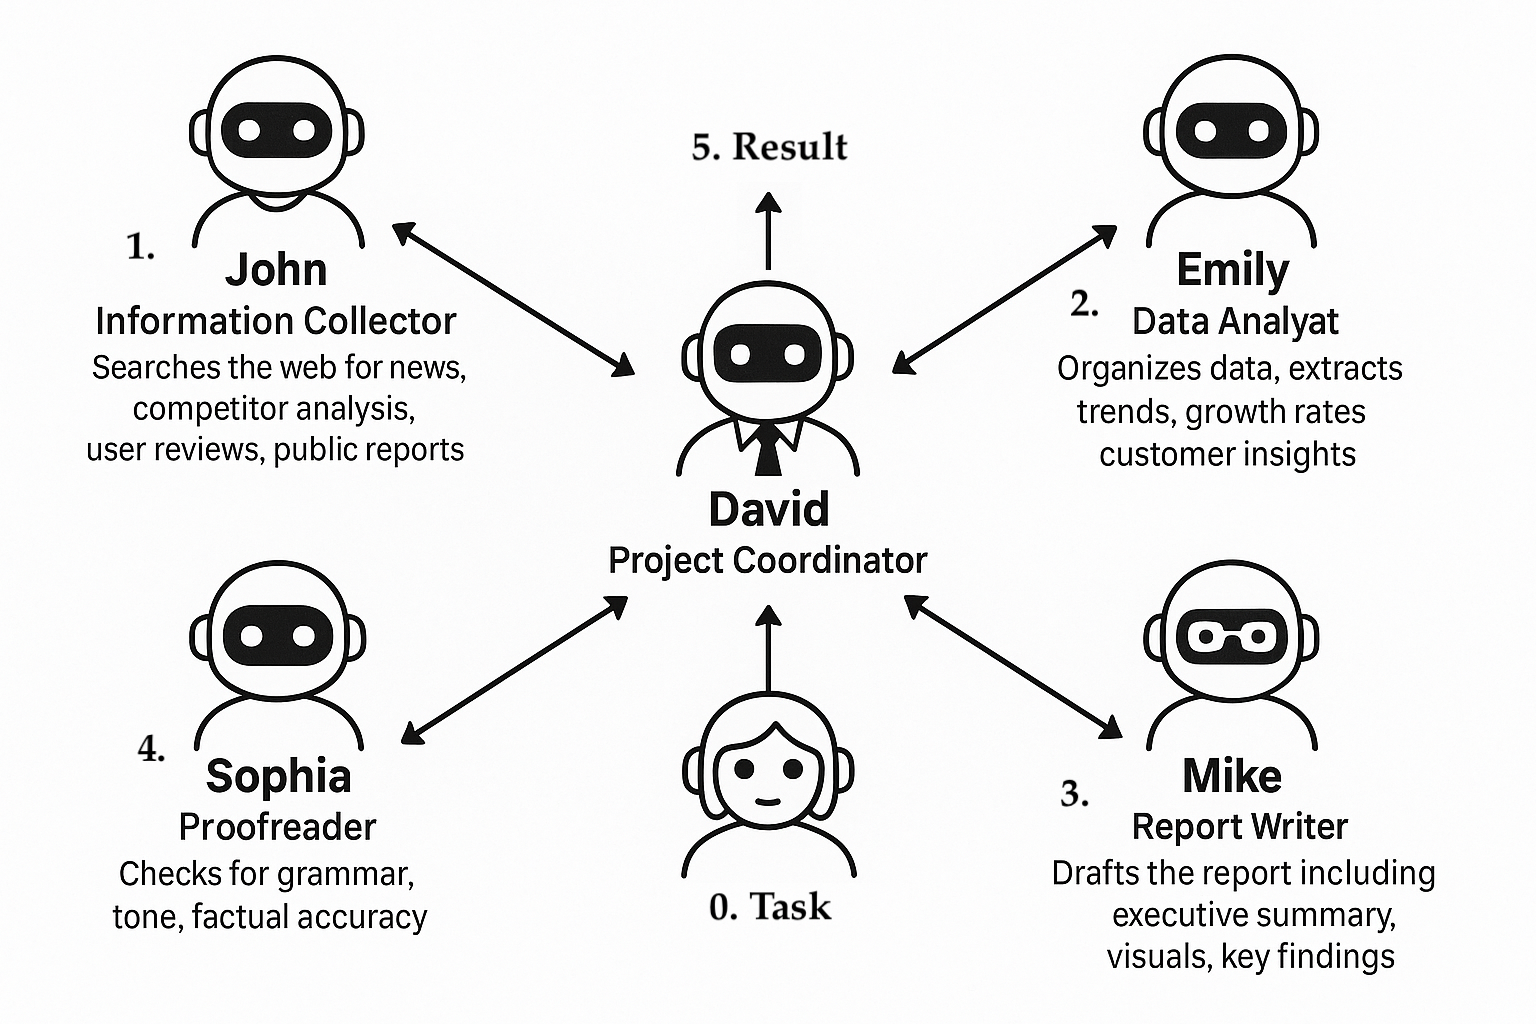 5. Result
1.
John
Information Collector
Searches the web for news,
competitor analysis,
user reviews, public reports
2.
Emily
Data Analyat
Organizes data, extracts
trends, growth rates
customer insights
David
Project Coordinator
4.
Sophia
Proofreader
Checks for grammar,
tone, factual accuracy
0. Task
3.
Mike
Report Writer
Drafts the report including
executive summary,
visuals, key findings